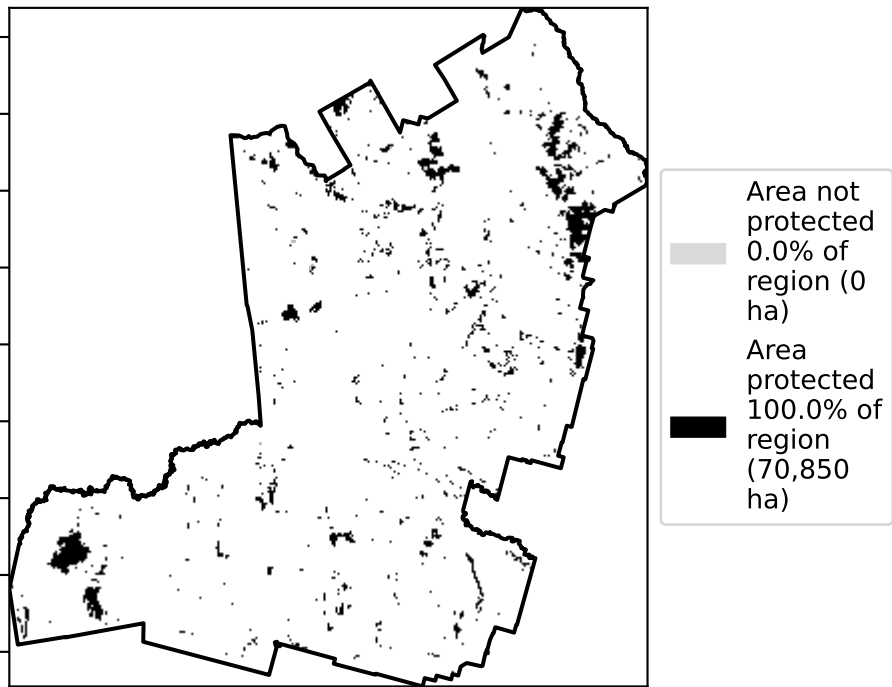 Area not
protected
0.0% of
region (0
ha)
Area
protected
100.0% of
region
(70,850
ha)